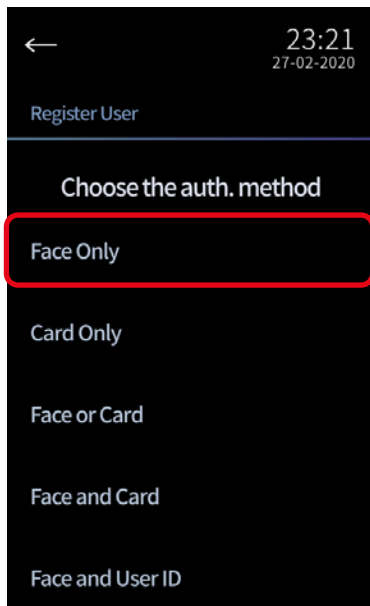 23:21
27-02-2020
Register User
Choose the auth. method
Face Only
Card Only
Face or Card
Face and Card
Face and User ID